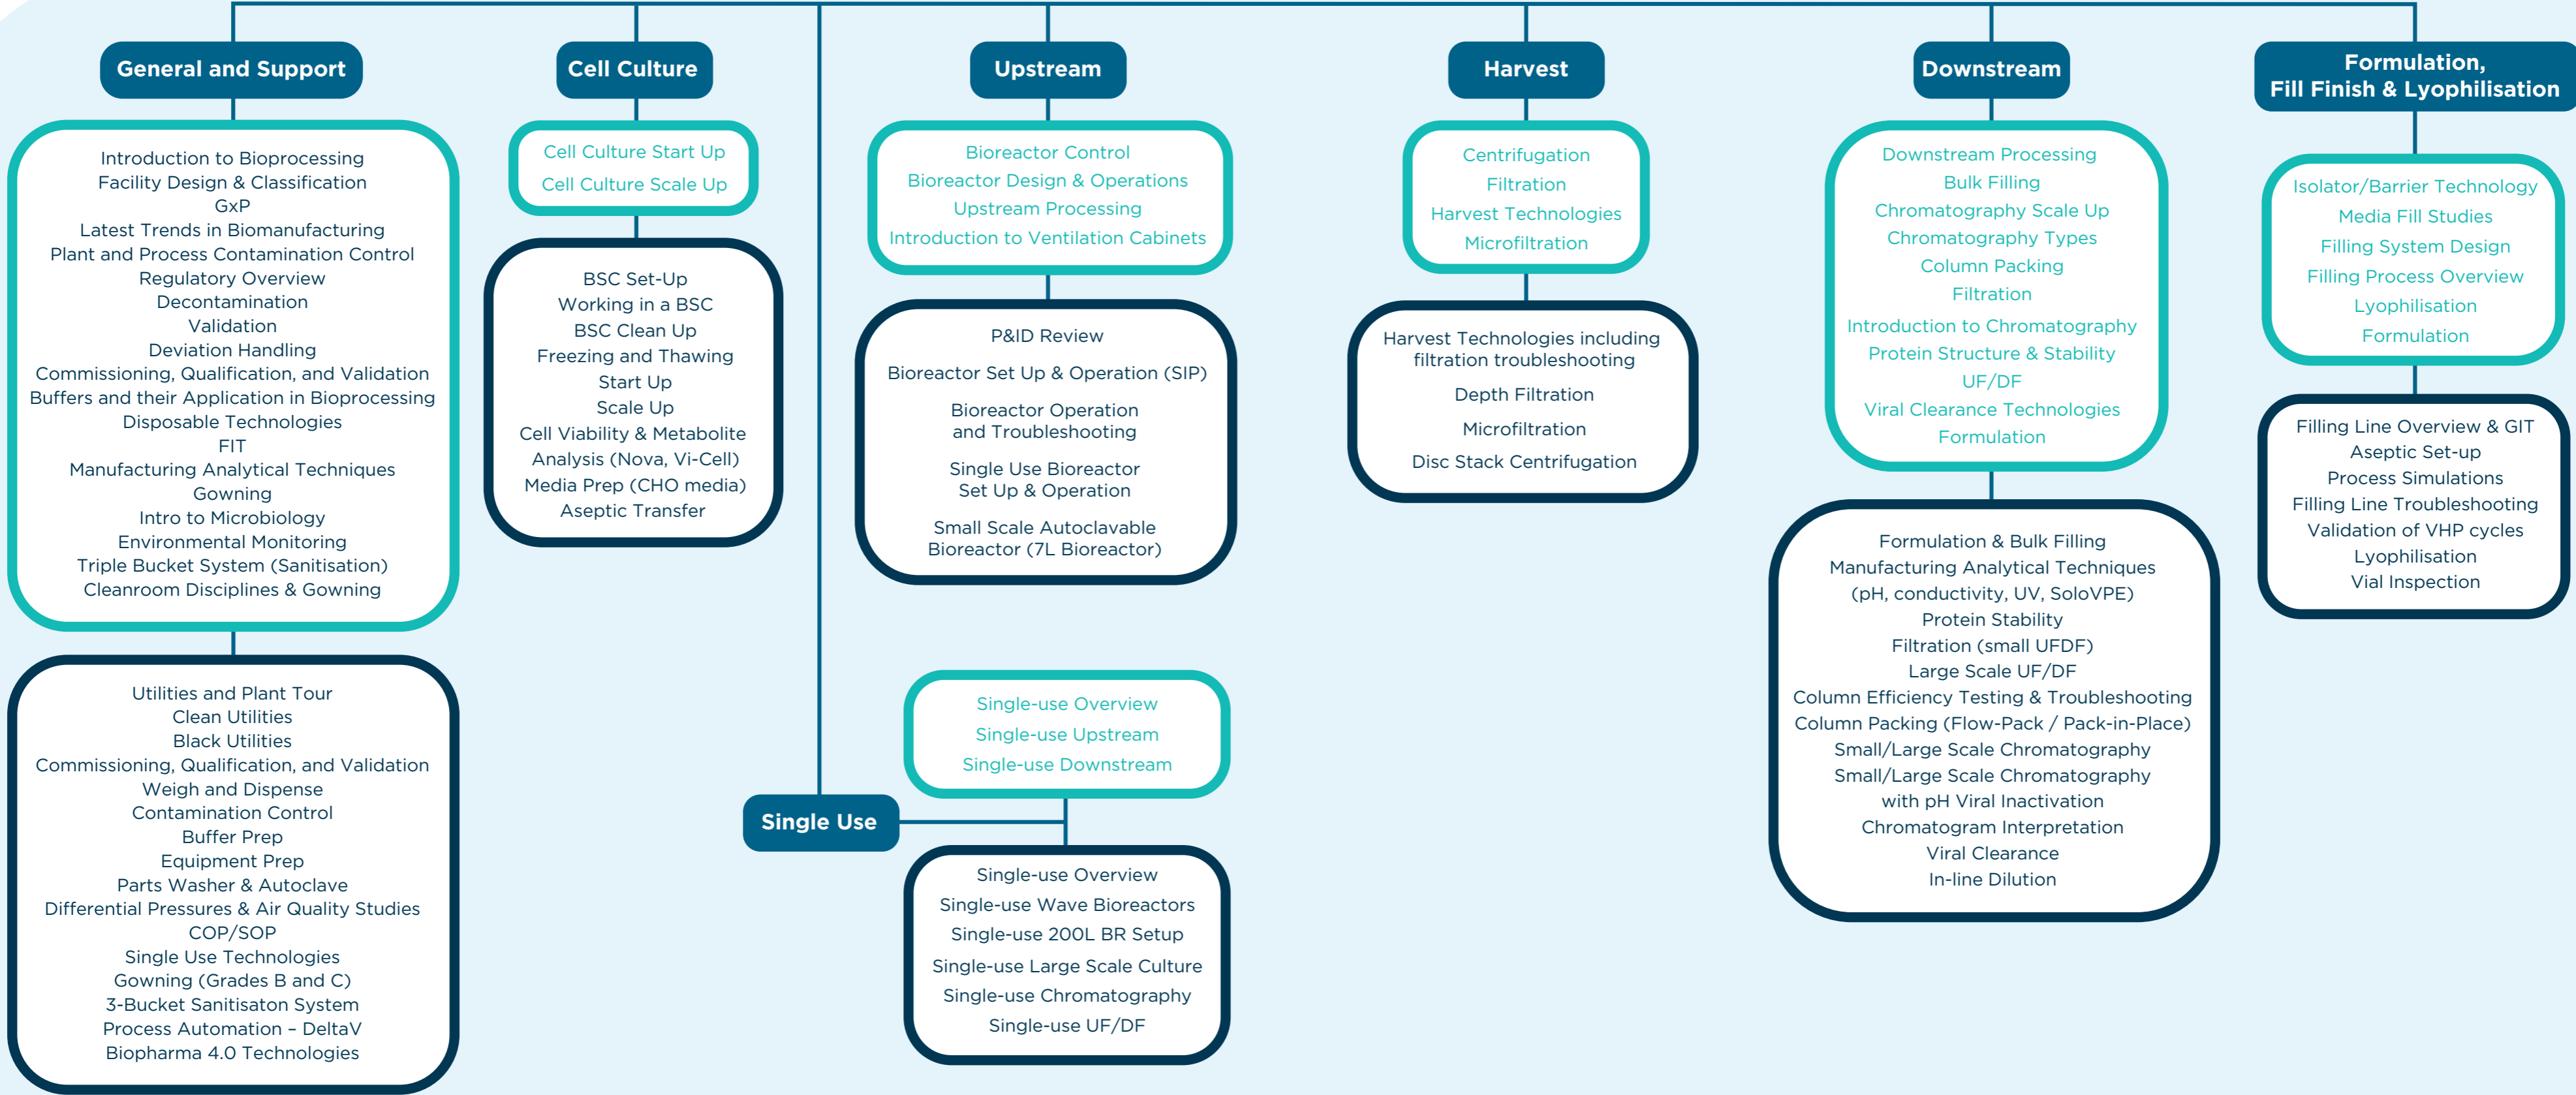 General and Support
Introduction to Bioprocessing
Facility Design & Classification
GxP
Latest Trends in Biomanufacturing
Plant and Process Contamination Control
Regulatory Overview
Decontamination
Validation
Deviation Handling
Commissioning, Qualification, and Validation
Buffers and their Application in Bioprocessing
Disposable Technologies
FIT
Manufacturing Analytical Techniques
Gowning
Intro to Microbiology
Environmental Monitoring
Triple Bucket System (Sanitisation)
Cleanroom Disciplines & Gowning
Utilities and Plant Tour
Clean Utilities
Black Utilities
Commissioning, Qualification, and Validation
Weigh and Dispense
Contamination Control
Buffer Prep
Equipment Prep
Parts Washer & Autoclave
Differential Pressures & Air Quality Studies
COP/SOP
Single Use Technologies
Gowning (Grades B and C)
3-Bucket Sanitisaton System
Process Automation – DeltaV
Biopharma 4.0 Technologies
Cell Culture
Cell Culture Start Up
Cell Culture Scale Up
BSC Set-Up
Working in a BSC
BSC Clean Up
Freezing and Thawing
Start Up
Scale Up
Cell Viability & Metabolite
Analysis (Nova, Vi-Cell)
Media Prep (CHO media)
Aseptic Transfer
Upstream
Bioreactor Control
Bioreactor Design & Operations
Upstream Processing
Introduction to Ventilation Cabinets
P&ID Review
Bioreactor Set Up & Operation (SIP)
Bioreactor Operation
and Troubleshooting
Single Use Bioreactor
Set Up & Operation
Small Scale Autoclavable
Bioreactor (7L Bioreactor)
Single Use
Single-use Overview
Single-use Upstream
Single-use Downstream
Single-use Overview
Single-use Wave Bioreactors
Single-use 200L BR Setup
Single-use Large Scale Culture
Single-use Chromatography
Single-use UF/DF
Harvest
Centrifugation
Filtration
Harvest Technologies
Microfiltration
Harvest Technologies including
filtration troubleshooting
Depth Filtration
Microfiltration
Disc Stack Centrifugation
Downstream
Downstream Processing
Bulk Filling
Chromatography Scale Up
Chromatography Types
Column Packing
Filtration
Introduction to Chromatography
Protein Structure & Stability
UF/DF
Viral Clearance Technologies
Formulation
Formulation & Bulk Filling
Manufacturing Analytical Techniques
(pH, conductivity, UV, SoloVPE)
Protein Stability
Filtration (small UFDF)
Large Scale UF/DF
Column Efficiency Testing & Troubleshooting
Column Packing (Flow-Pack / Pack-in-Place)
Small/Large Scale Chromatography
Small/Large Scale Chromatography
with pH Viral Inactivation
Chromatogram Interpretation
Viral Clearance
In-line Dilution
Formulation,
Fill Finish & Lyophilisation
Isolator/Barrier Technology
Media Fill Studies
Filling System Design
Filling Process Overview
Lyophilisation
Formulation
Filling Line Overview & GIT
Aseptic Set-up
Process Simulations
Filling Line Troubleshooting
Validation of VHP cycles
Lyophilisation
Vial Inspection